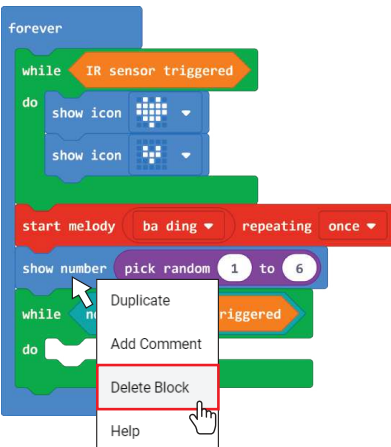 forever
while IR sensor triggered
do
show icon
show icon
start melody ba ding repeating once
show number pick random 1 to 6
Duplicate
while riggered
Add Comment
do
Delete Block
Help